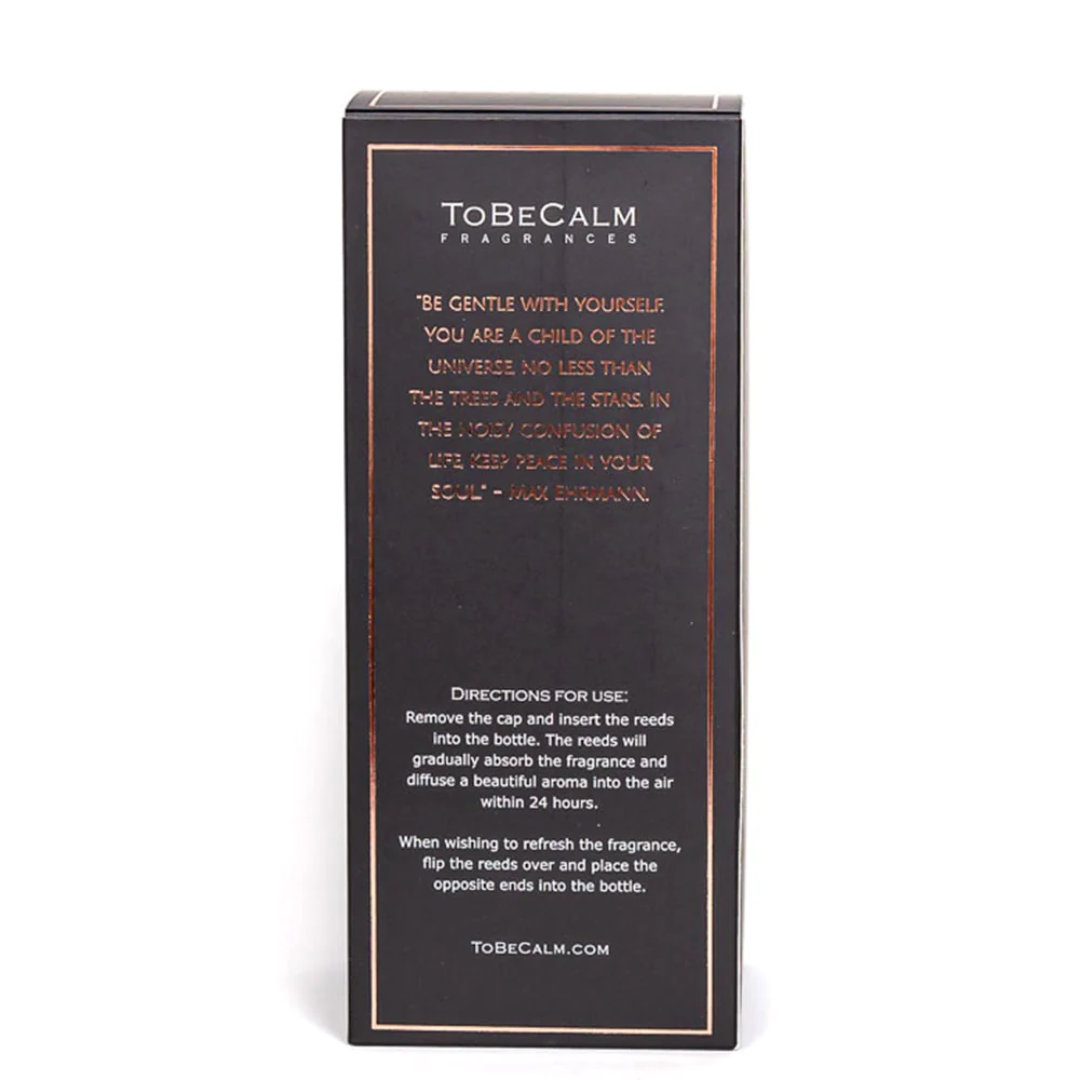 TOBECALM
FRAGRANCES
"BE GENTLE WITH YOURSELF.
YOU ARE A CHILD OF THE
UNIVERSE, NO LESS THAN
THE TREES AND THE STARS. IN
THE NOISY CONFUSION OF
LIFE, KEEP PEACE IN YOUR
SOUL" – MAX EHRMANN.
DIRECTIONS FOR USE:
Remove the cap and insert the reeds
into the bottle. The reeds will
gradually absorb the fragrance and
diffuse a beautiful aroma into the air
within 24 hours.
When wishing to refresh the fragrance,
flip the reeds over and place the
opposite ends into the bottle.
TOBECALM.COM